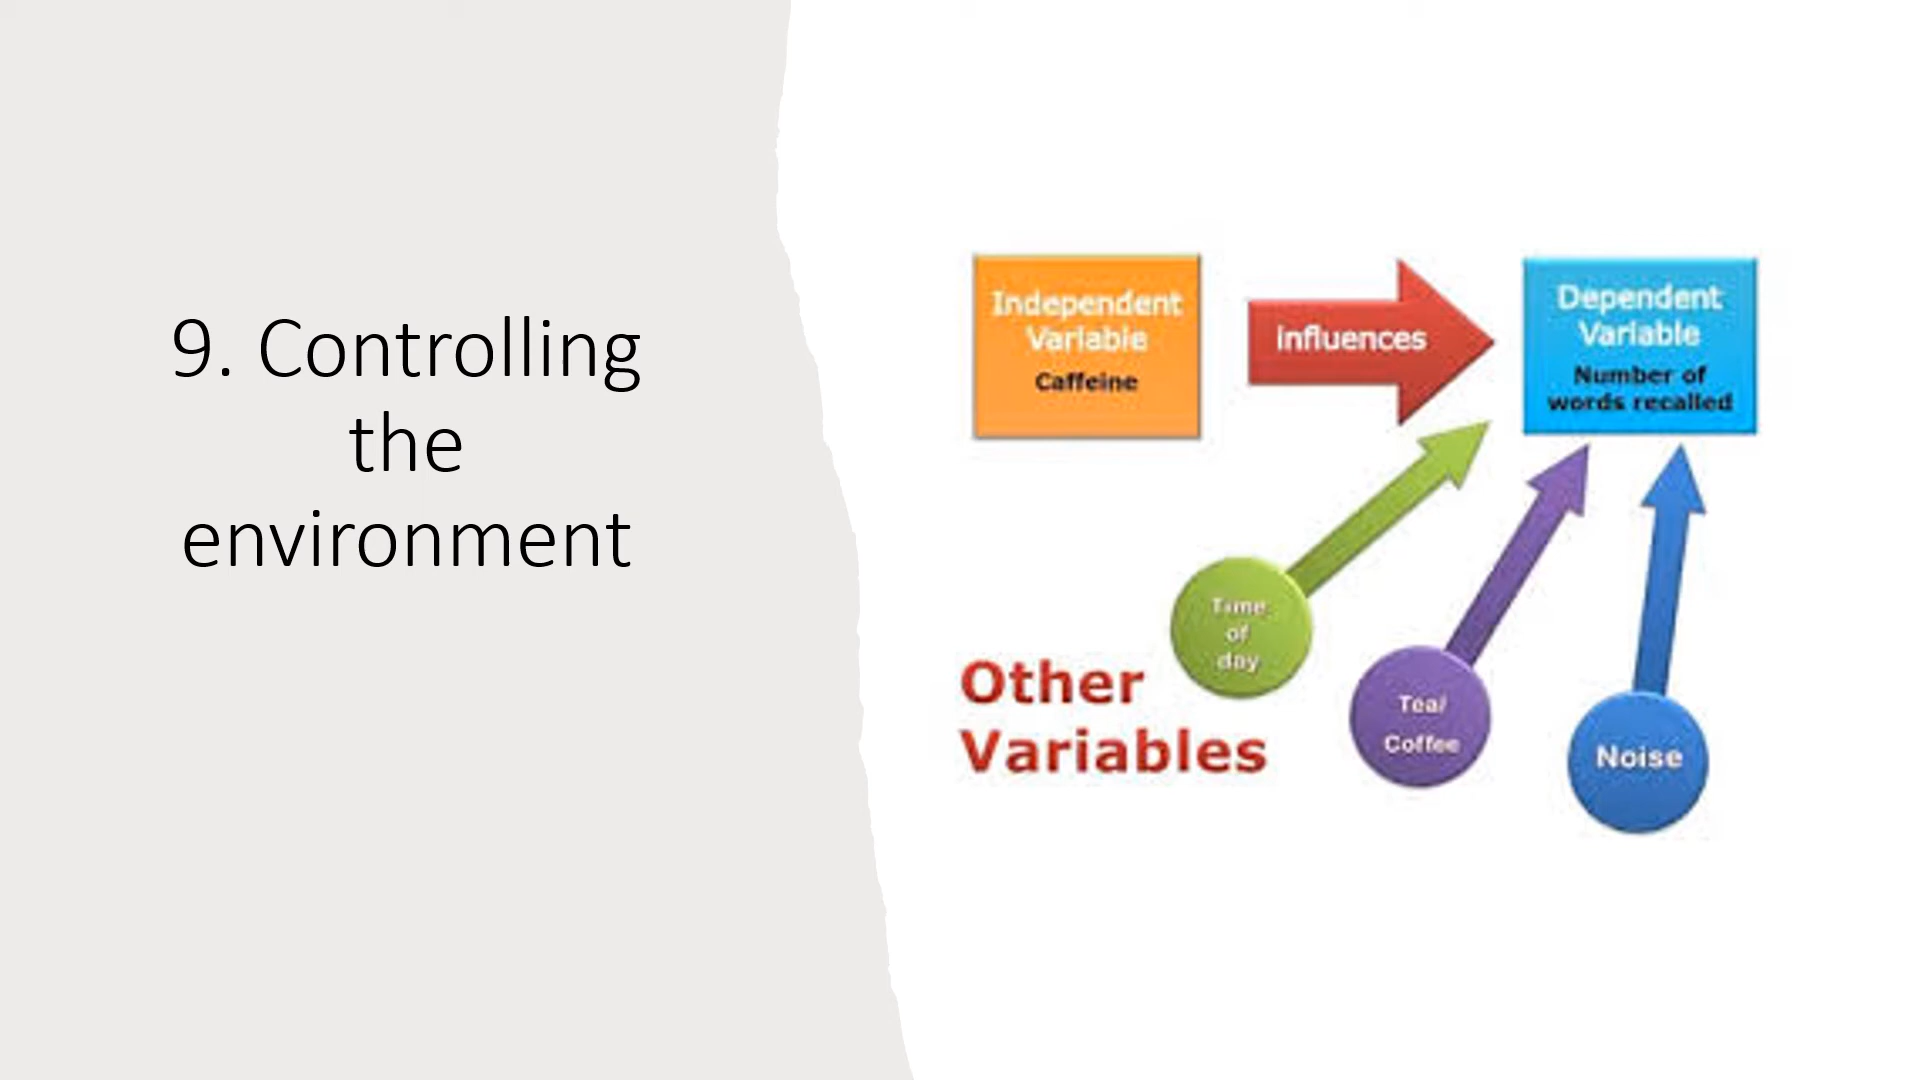 9. Controlling
the
environment
Independent
Variable
Caffeine
influences
Dependent
Variable
Number of
words recalled
Time
of
day
Other
Variables
Tea/
Coffee
Noise